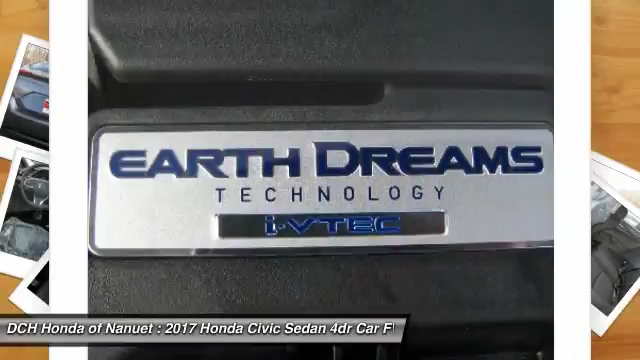 EARTH DREAMS
TECHNOLOGY
i-VTEC
DCH Honda of Nanuet : 2017 Honda Civic Sedan 4dr Car